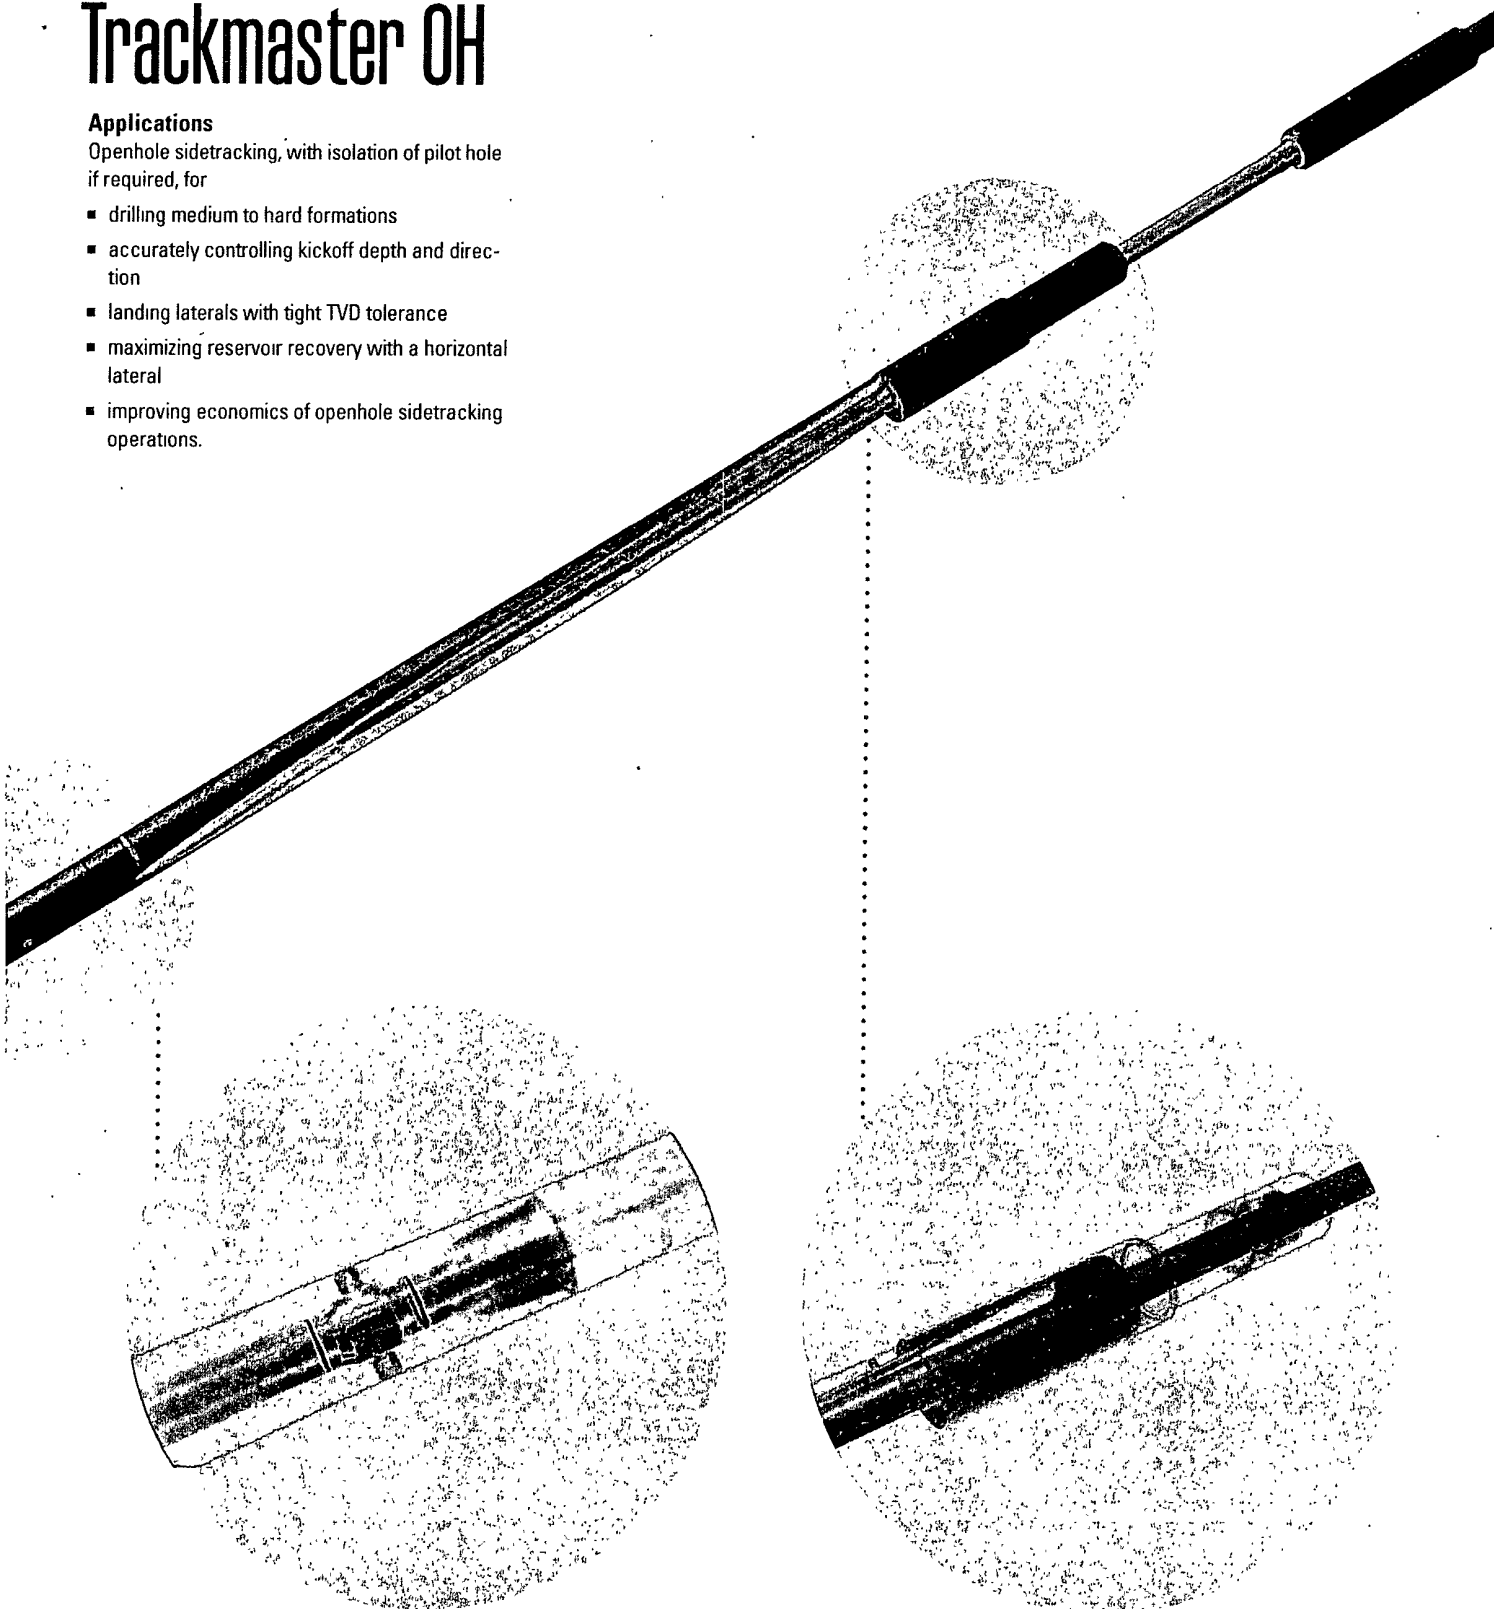 Trackmaster OH
Applications
Openhole sidetracking, with isolation of pilot hole
if required, for
▪ drilling medium to hard formations
▪ accurately controlling kickoff depth and direc-
tion
▪ landing laterals with tight TVD tolerance
▪ maximizing reservoir recovery with a horizontal
lateral
▪ improving economics of openhole sidetracking
operations.